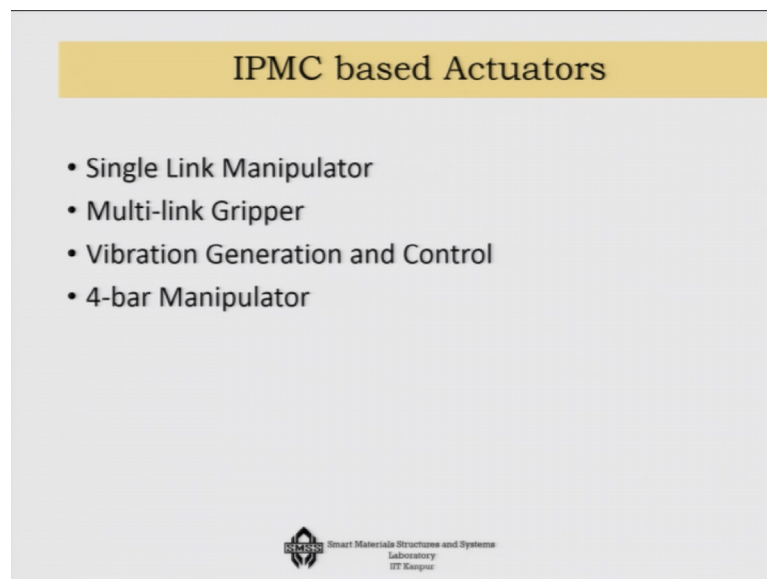 IPMC based Actuators
• Single Link Manipulator
• Multi-link Gripper
• Vibration Generation and Control
• 4-bar Manipulator
SMSS
Smart Materials Structures and Systems
Laboratory
IIT Kanpur